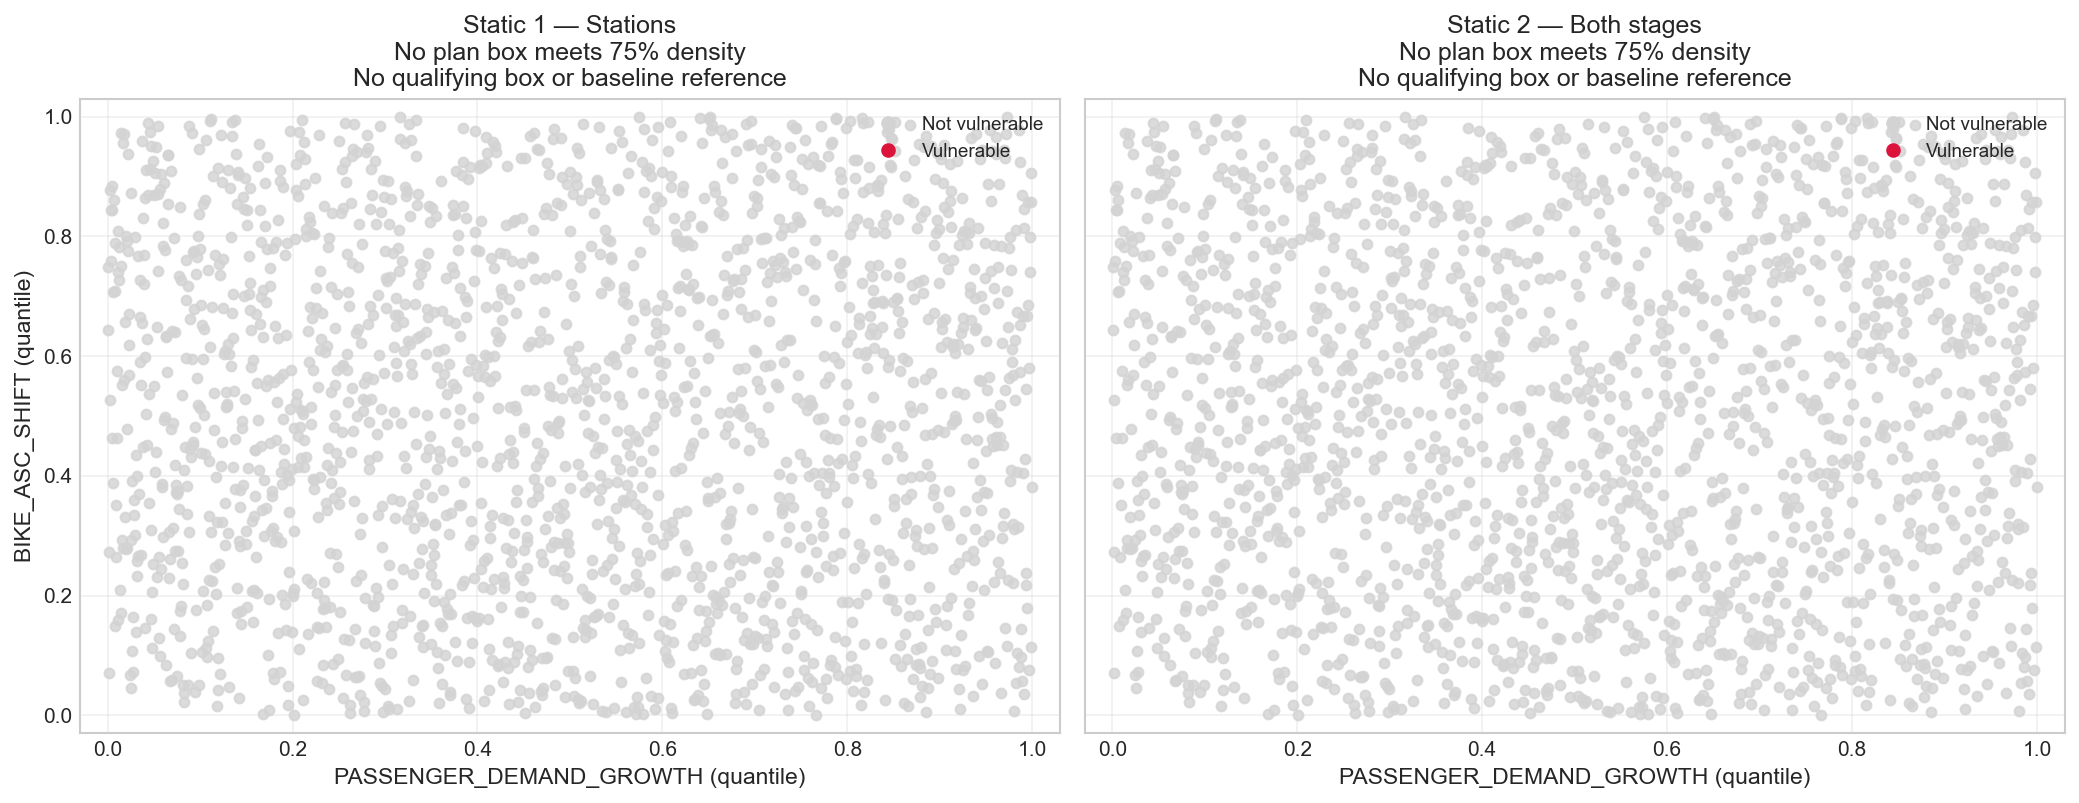 Static 1 — Stations
No plan box meets 75% density
No qualifying box or baseline reference
Static 2 — Both stages
No plan box meets 75% density
No qualifying box or baseline reference
BIKE_ASC_SHIFT (quantile)
1.0
0.8
0.6
0.4
0.2
0.0
Not vulnerable
Vulnerable
Not vulnerable
Vulnerable
0.0 0.2 0.4 0.6 0.8 1.0
0.0 0.2 0.4 0.6 0.8 1.0
PASSENGER_DEMAND_GROWTH (quantile)
PASSENGER_DEMAND_GROWTH (quantile)